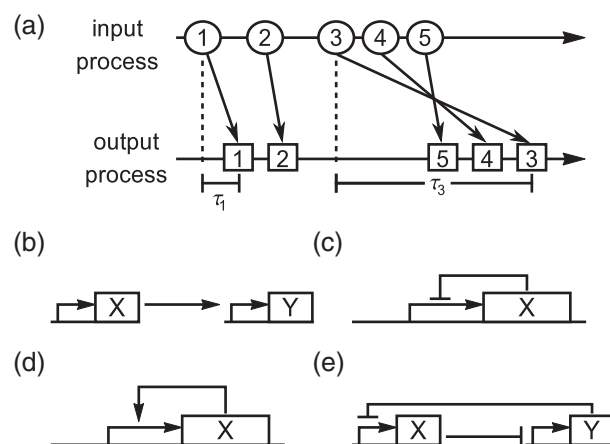 (a)
input
process
1 2 3 4 5
output
process
1 2 5 4 3
τ1 τ3
(b) (c)
X Y X
(d) (e)
X X Y